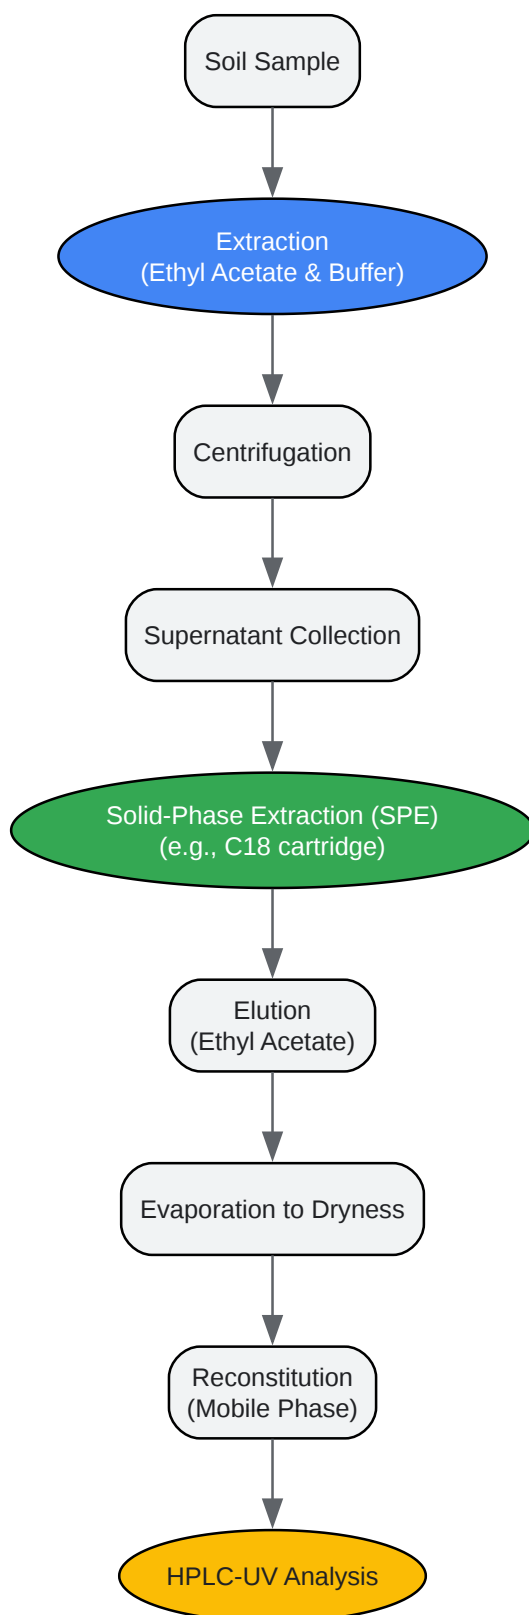 Soil Sample
Extraction
(Ethyl Acetate & Buffer)
Centrifugation
Supernatant Collection
Solid-Phase Extraction (SPE)
(e.g., C18 cartridge)
Elution
(Ethyl Acetate)
Evaporation to Dryness
Reconstitution
(Mobile Phase)
HPLC-UV Analysis